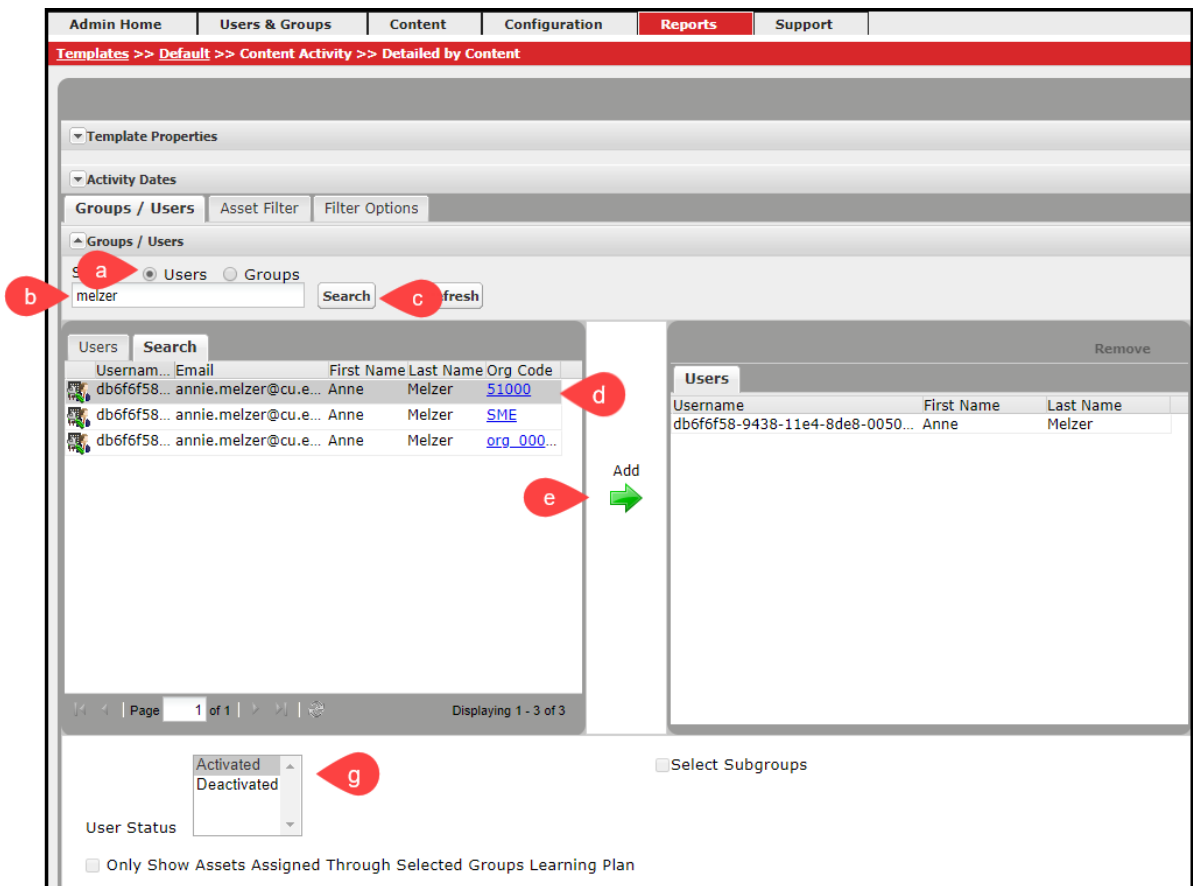 Admin Home Users & Groups Content Configuration Reports Support
Templates >> Default >> Content Activity >> Detailed by Content
Template Properties
Activity Dates
Groups / Users Asset Filter Filter Options
Groups / Users
S a Users Groups
b melzer Search c fresh
Users Search
Usernam... Email First Name Last Name Org Code
db6f6f58... annie.melzer@cu.e... Anne Melzer 51000 d
db6f6f58... annie.melzer@cu.e... Anne Melzer SME
db6f6f58... annie.melzer@cu.e... Anne Melzer org_000...
Page 1 of 1 Displaying 1 - 3 of 3
Add
e
Remove
Users
Username First Name Last Name
db6f6f58-9438-11e4-8de8-0050... Anne Melzer
Activated
Deactivated
g
User Status
Select Subgroups
Only Show Assets Assigned Through Selected Groups Learning Plan